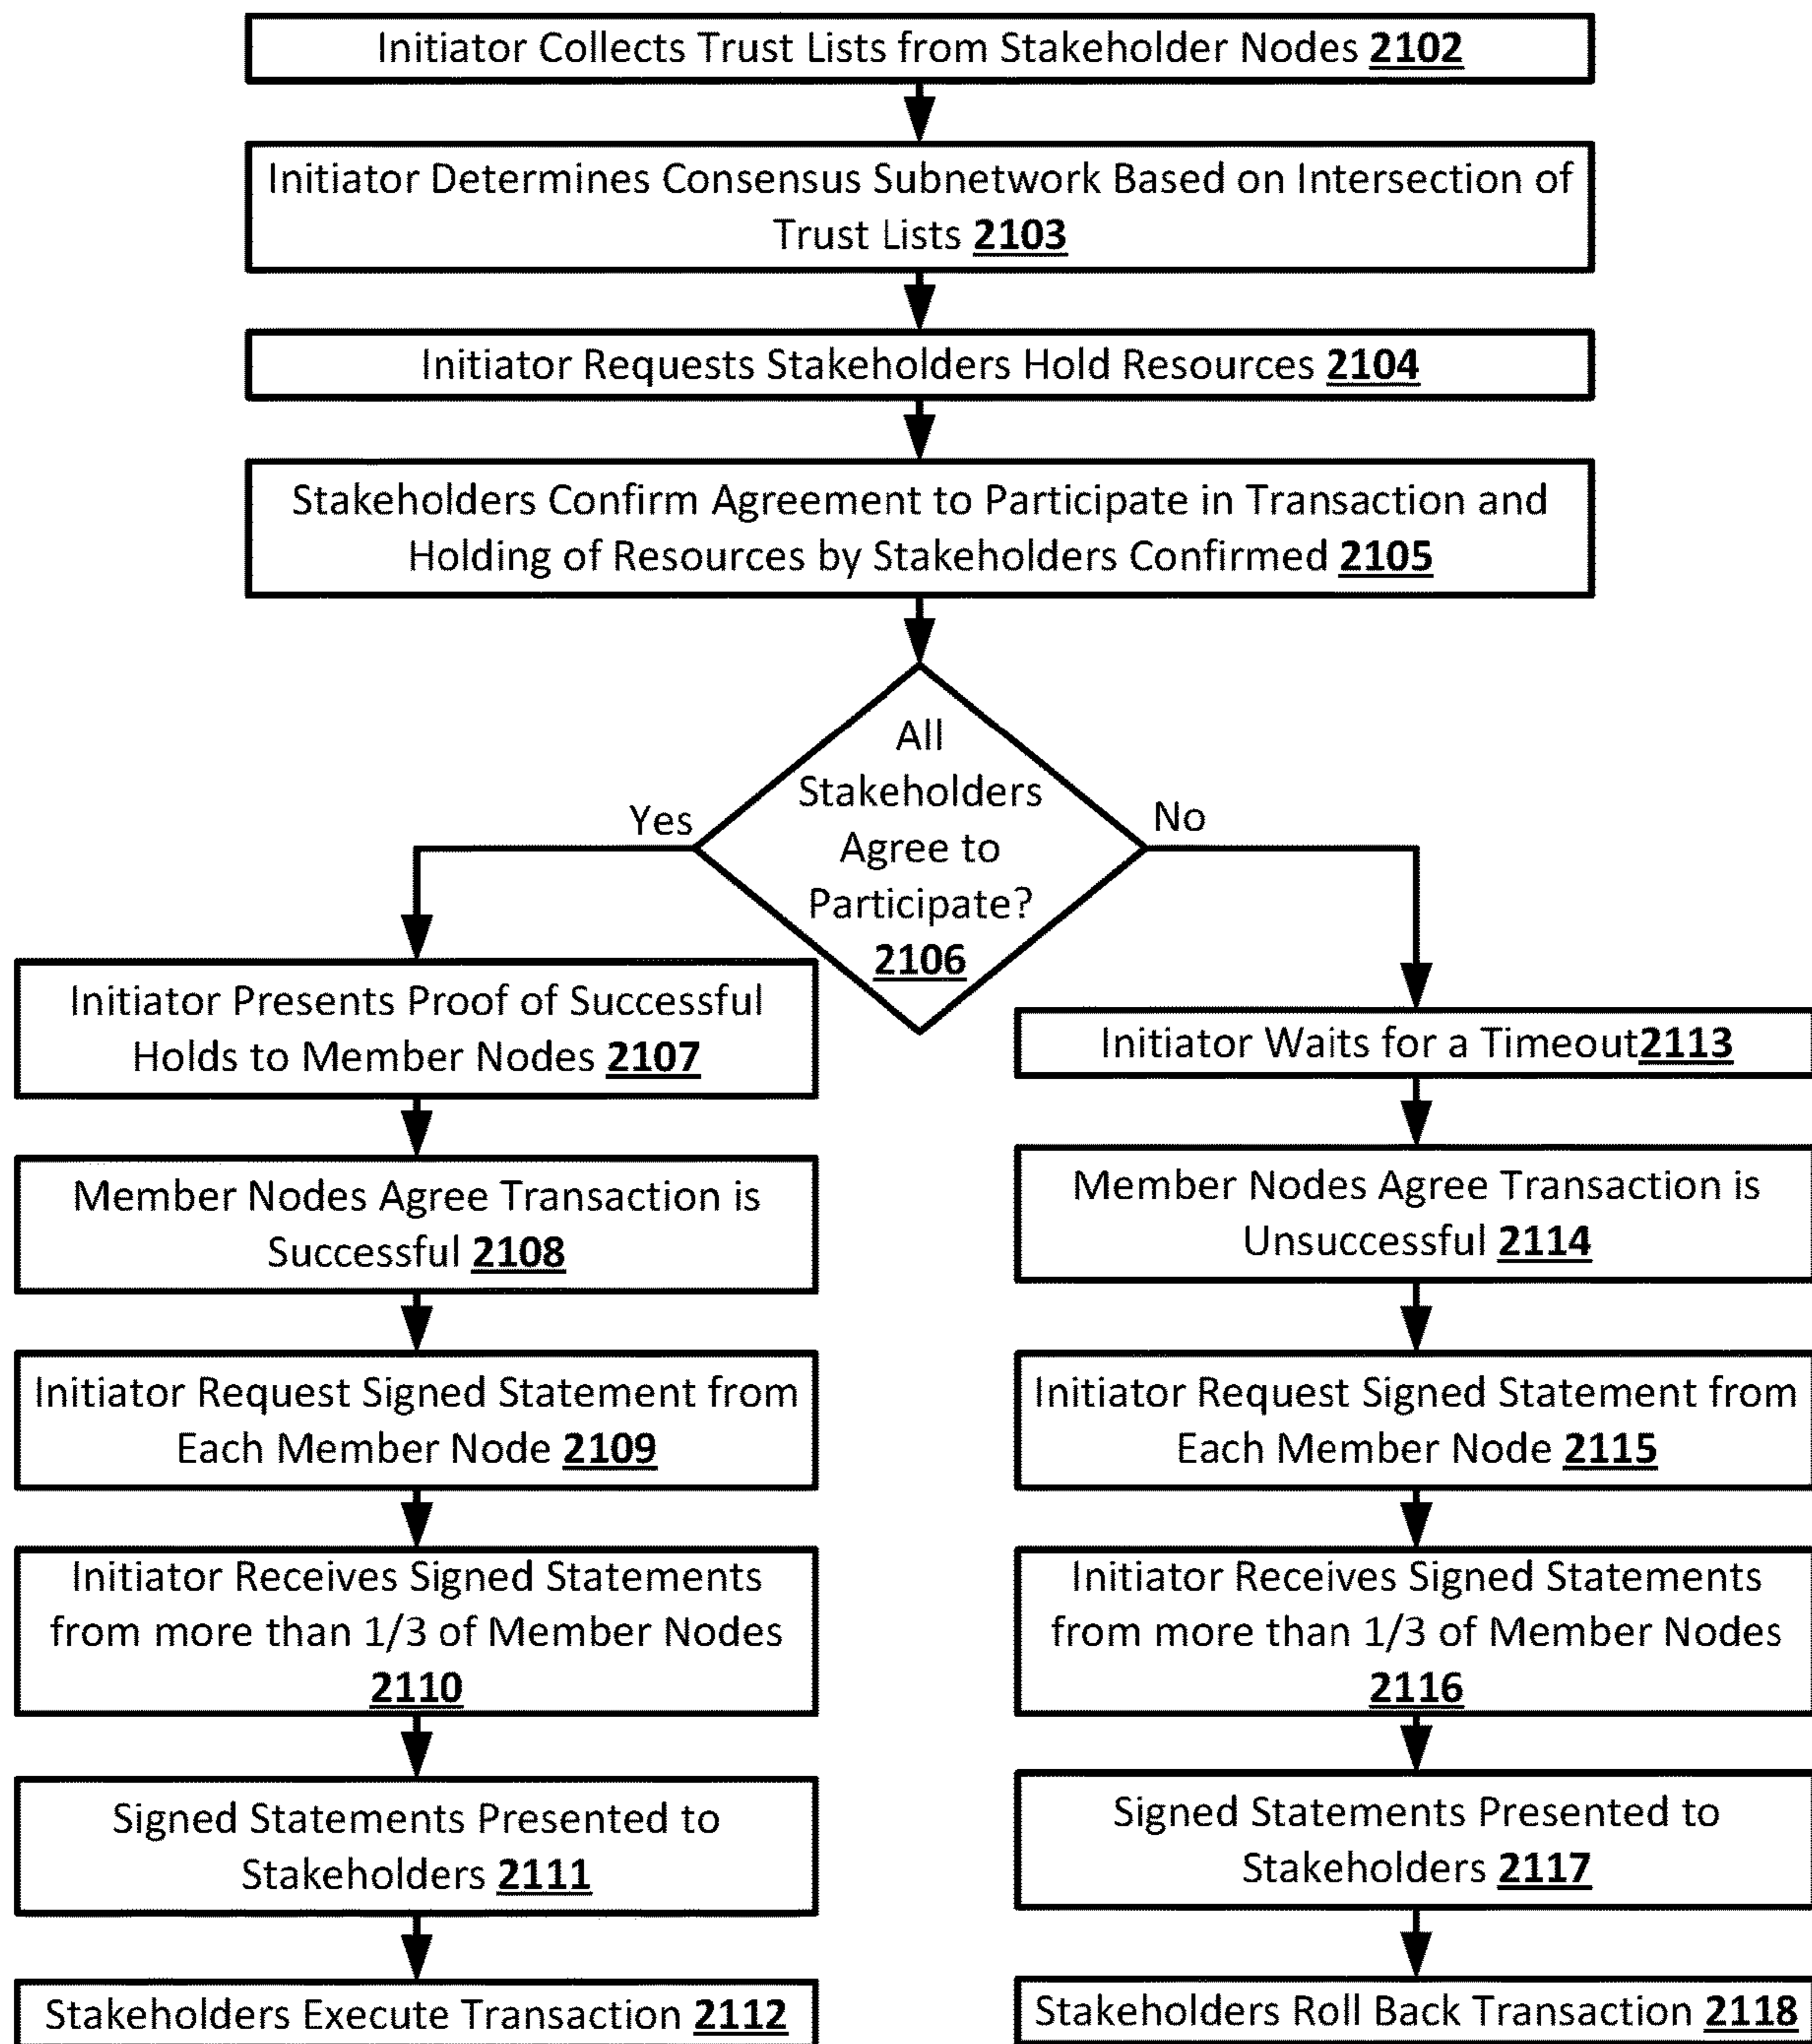 Initiator Collects Trust Lists from Stakeholder Nodes 2102
Initiator Determines Consensus Subnetwork Based on Intersection of
Trust Lists 2103
Initiator Requests Stakeholders Hold Resources 2104
Stakeholders Confirm Agreement to Participate in Transaction and
Holding of Resources by Stakeholders Confirmed 2105
All
Stakeholders
Agree to
Participate?
2106
Yes
No
Initiator Presents Proof of Successful
Holds to Member Nodes 2107
Member Nodes Agree Transaction is
Successful 2108
Initiator Request Signed Statement from
Each Member Node 2109
Initiator Receives Signed Statements
from more than 1/3 of Member Nodes
2110
Signed Statements Presented to
Stakeholders 2111
Stakeholders Execute Transaction 2112
Initiator Waits for a Timeout2113
Member Nodes Agree Transaction is
Unsuccessful 2114
Initiator Request Signed Statement from
Each Member Node 2115
Initiator Receives Signed Statements
from more than 1/3 of Member Nodes
2116
Signed Statements Presented to
Stakeholders 2117
Stakeholders Roll Back Transaction 2118